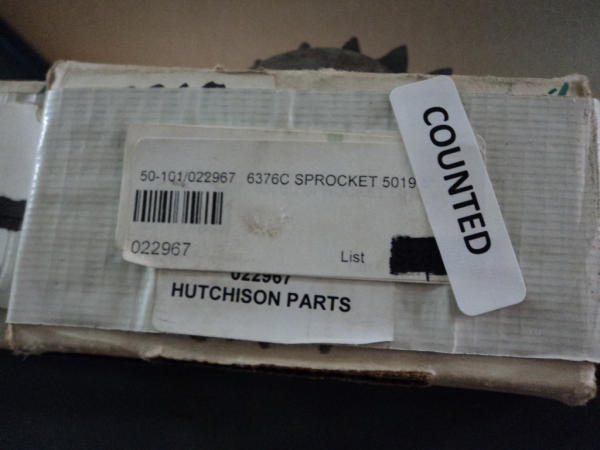 50-101/022967 6376C SPROCKET 5019
022967
List
022967
HUTCHISON PARTS
COUNTED